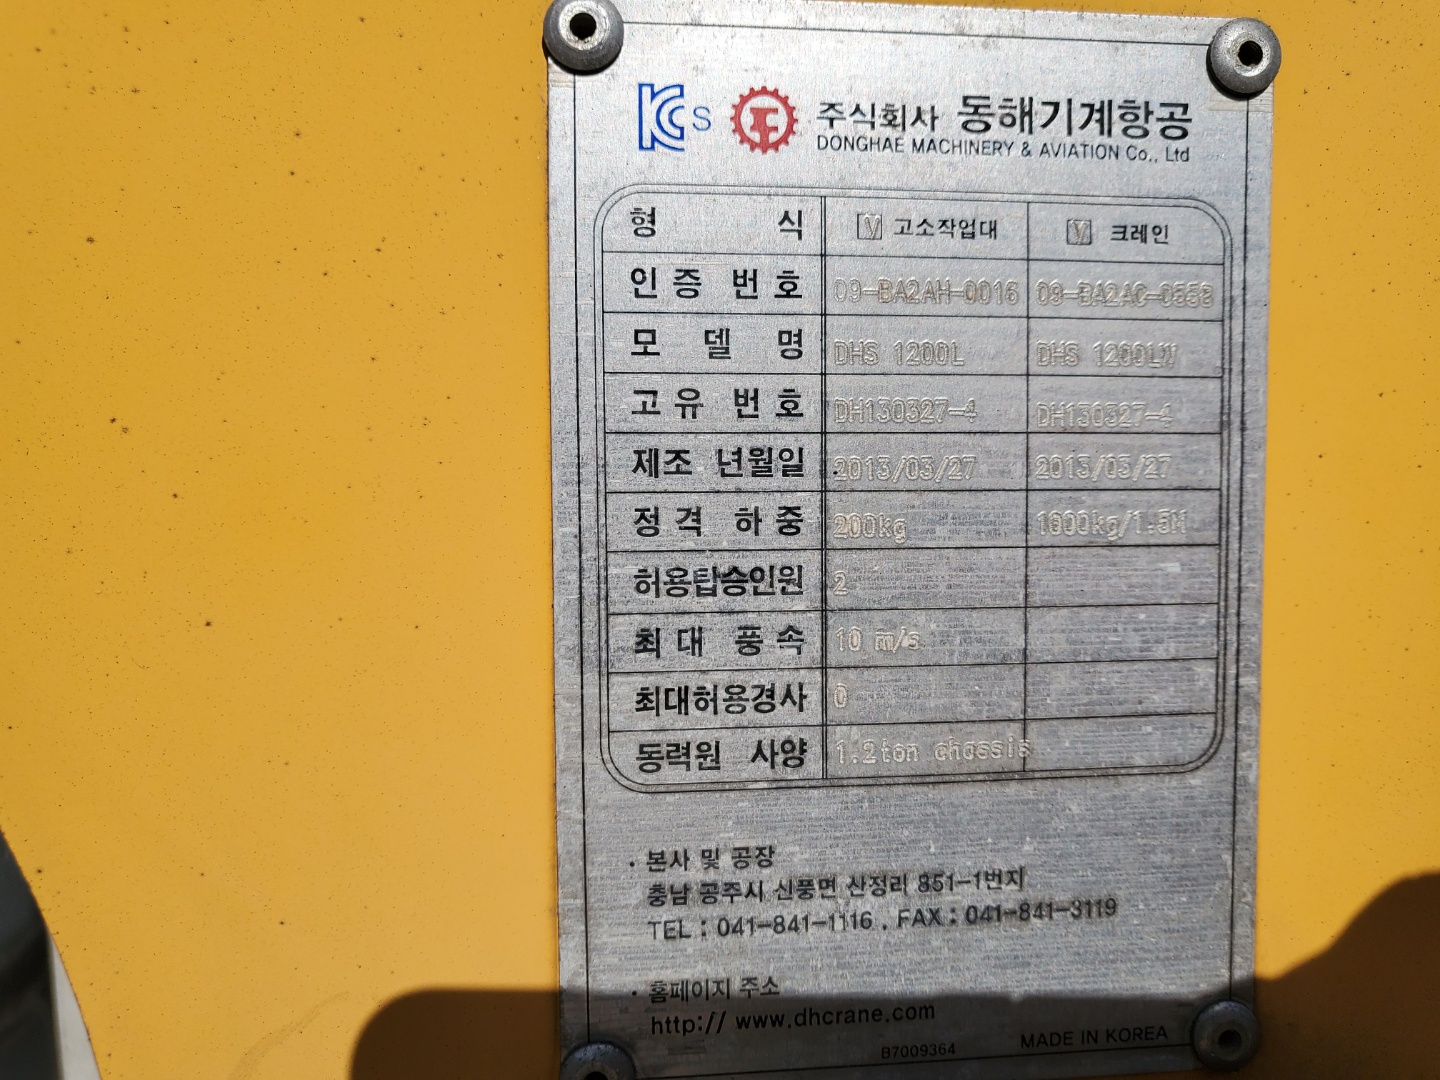 KCs 주식회사 동해기계항공
DONGHAE MACHINERY & AVIATION Co., Ltd
형 식 V 고소작업대 V 크레인
인증 번호 09-BA2AH-0016
모 델 명 DHS 1200L DHS 1200LW
고유 번호 DH130327-4 DH130327-4
제조 년월일 2013/03/27 2013/03/27
정격 하중 200kg 1000kg/1.5M
허용탑승인원 2
최대 풍속 10 m/s
최대허용경사 0
동력원 사양 1.2ton chassis
· 본사 및 공장
충남 공주시 신풍면 산정리 851-1번지
TEL : 041-841-1116 , FAX : 041-841-3119
· 홈페이지 주소
http:// www.dhcrane.com
B7009364 MADE IN KOREA